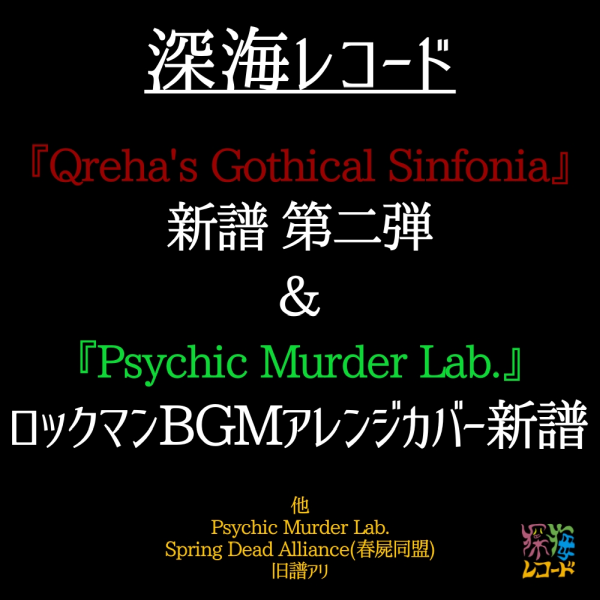 深海レコード
『Qreha's Gothical Sinfonia』
新譜 第二弾
&
『Psychic Murder Lab.』
ロックマンBGMアレンジカバー新譜
他
Psychic Murder Lab.
Spring Dead Alliance(春屍同盟)
旧譜アリ
深海
レコード